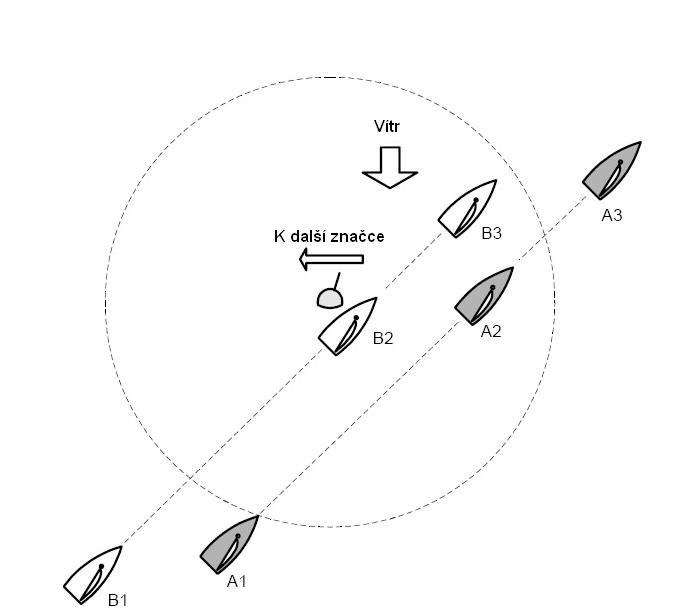 Vítr
A3
B3
K další značce
A2
B2
A1
B1